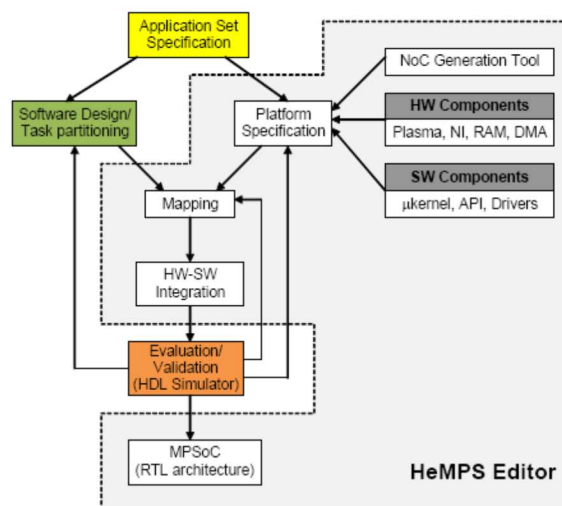 Application Set
Specification
NoC Generation Tool
Software Design/
Task partitioning
Platform
Specification
HW Components
Plasma, NI, RAM, DMA
SW Components
µkernel, API, Drivers
Mapping
HW-SW
Integration
Evaluation/
Validation
(HDL Simulator)
MPSoC
(RTL architecture)
HeMPS Editor